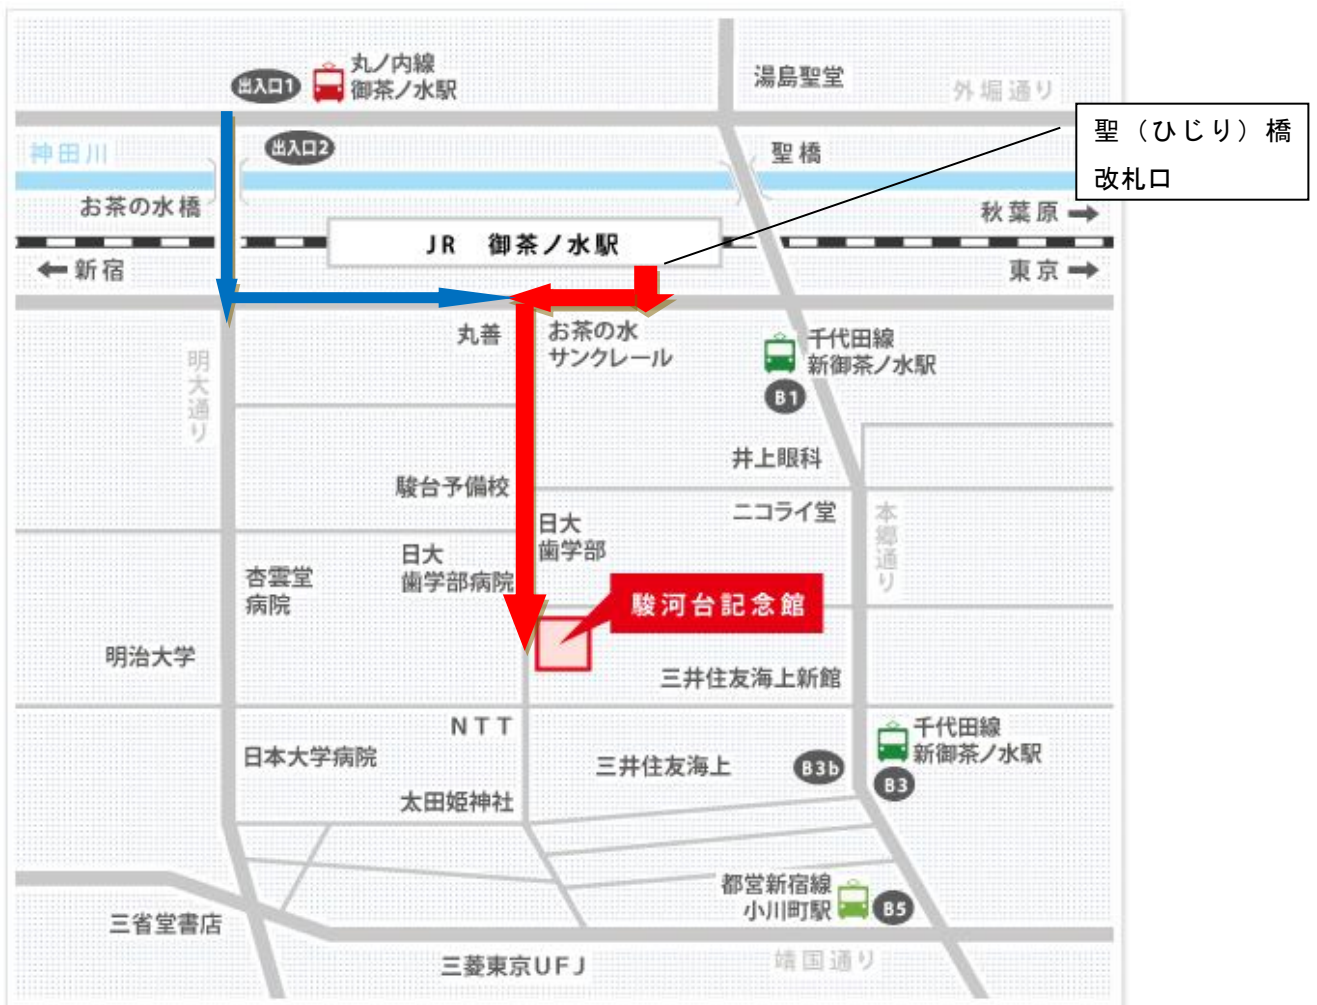 出入口1
丸ノ内線
御茶ノ水駅
湯島聖堂
外堀通り
聖（ひじり）橋
改札口
神田川
出入口2
聖橋
お茶の水橋
秋葉原
JR 御茶ノ水駅
新宿
東京
丸善
お茶の水
サンクレール
千代田線
新御茶ノ水駅
B1
明大通り
井上眼科
駿台予備校
ニコライ堂
本郷通り
日大
歯学部
日大
歯学部病院
杏雲堂
病院
駿河台記念館
明治大学
三井住友海上新館
NTT
千代田線
新御茶ノ水駅
日本大学病院
三井住友海上
B3b
B3
太田姫神社
都営新宿線
小川町駅
B5
三省堂書店
三菱東京UFJ
靖国通り